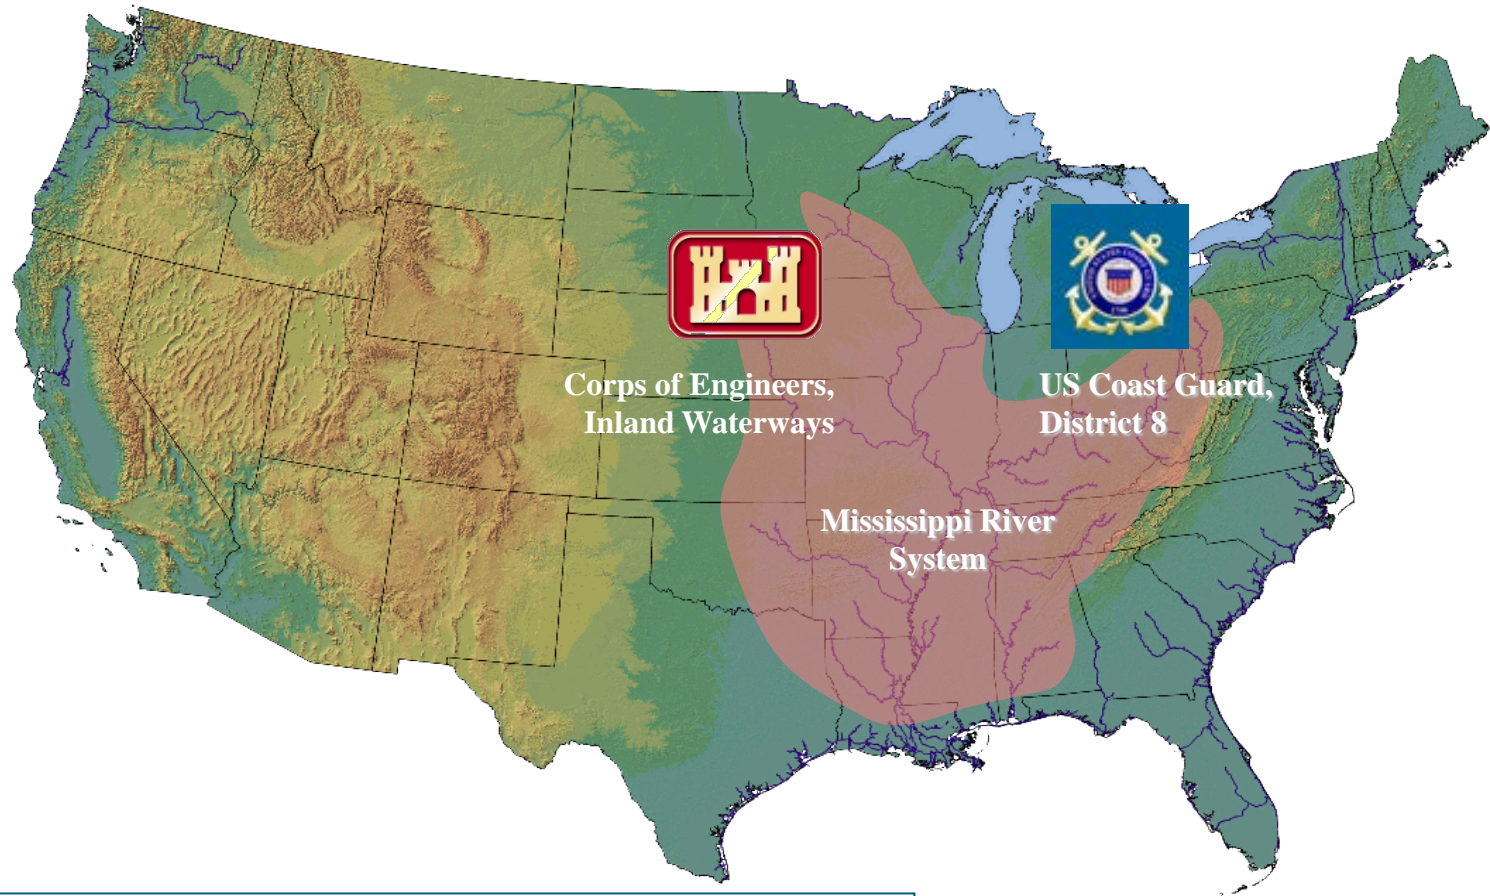 Corps of Engineers,
Inland Waterways
US Coast Guard,
District 8
Mississippi River
System